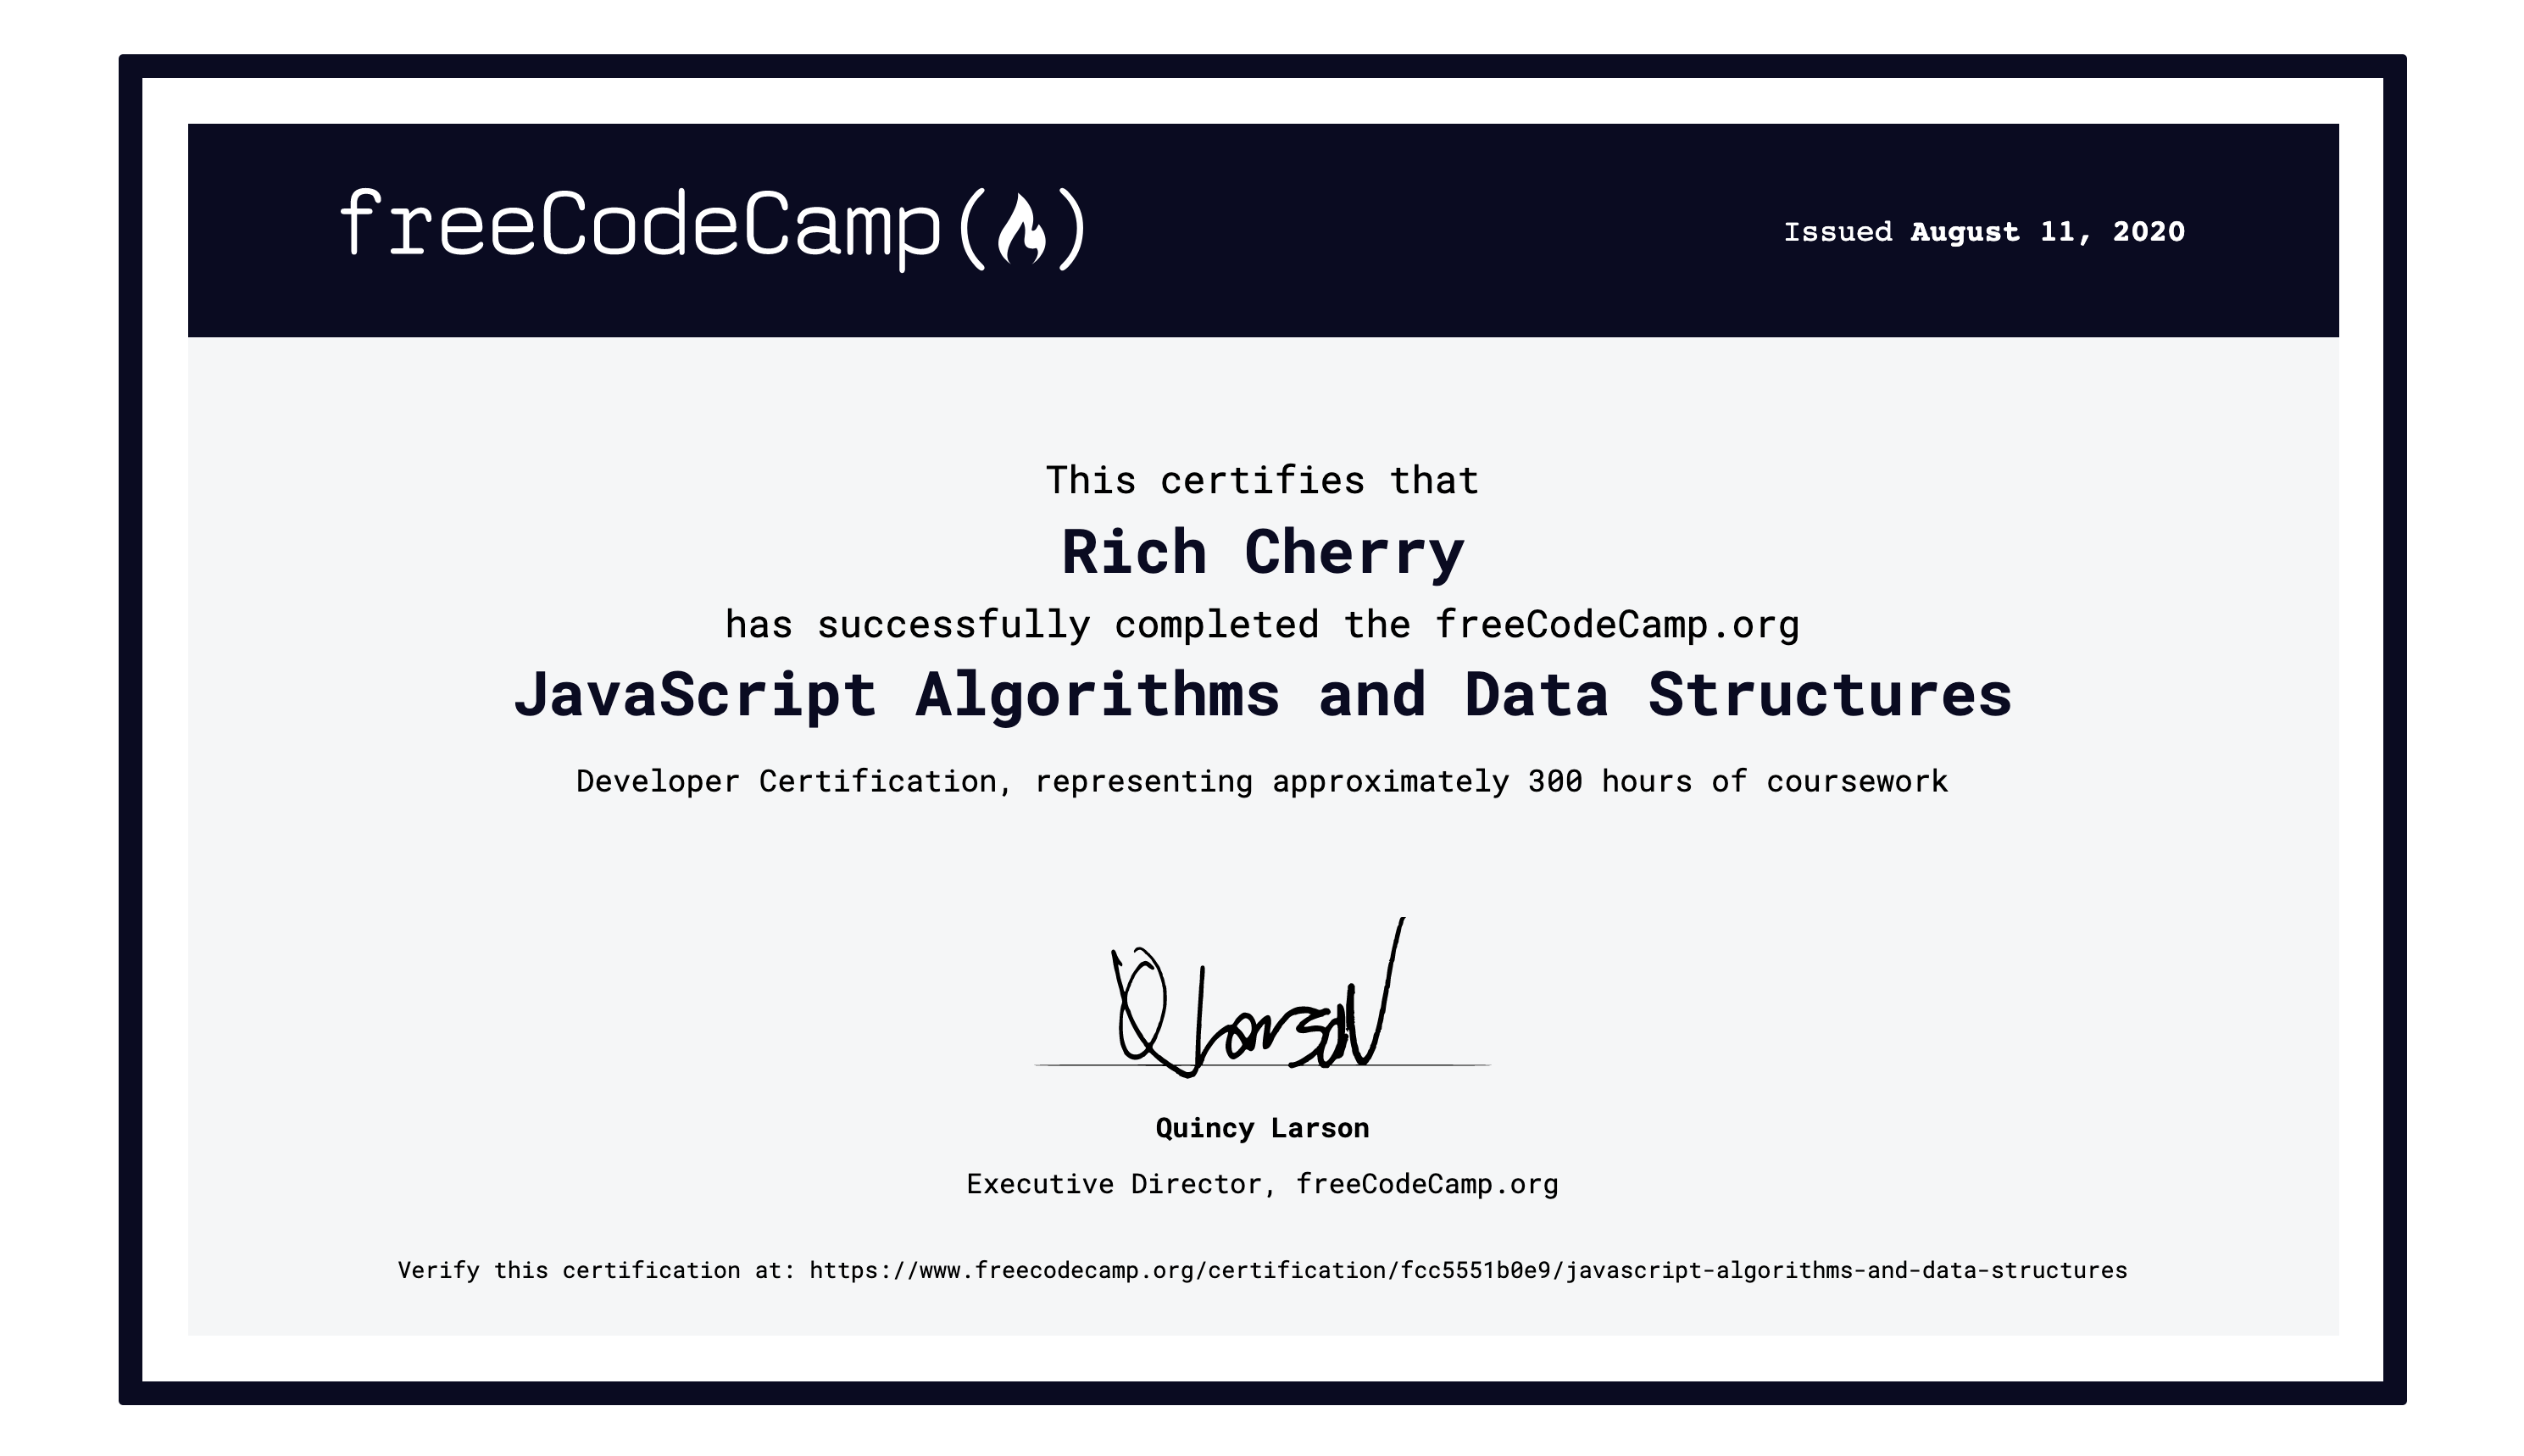 freeCodeCamp(🔥)
Issued August 11, 2020
This certifies that
Rich Cherry
has successfully completed the freeCodeCamp.org
JavaScript Algorithms and Data Structures
Developer Certification, representing approximately 300 hours of coursework
Q Larson
Quincy Larson
Executive Director, freeCodeCamp.org
Verify this certification at: https://www.freecodecamp.org/certification/fcc5551b0e9/javascript-algorithms-and-data-structures